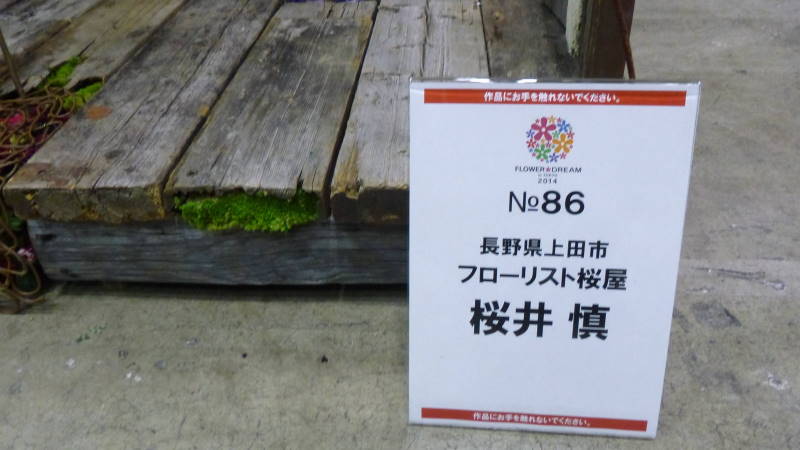 作品にお手を触れないでください。
FLOWER★DREAM
in TOKYO
2014
№86
長野県上田市
フローリスト桜屋
桜井 慎
作品にお手を触れないでください。